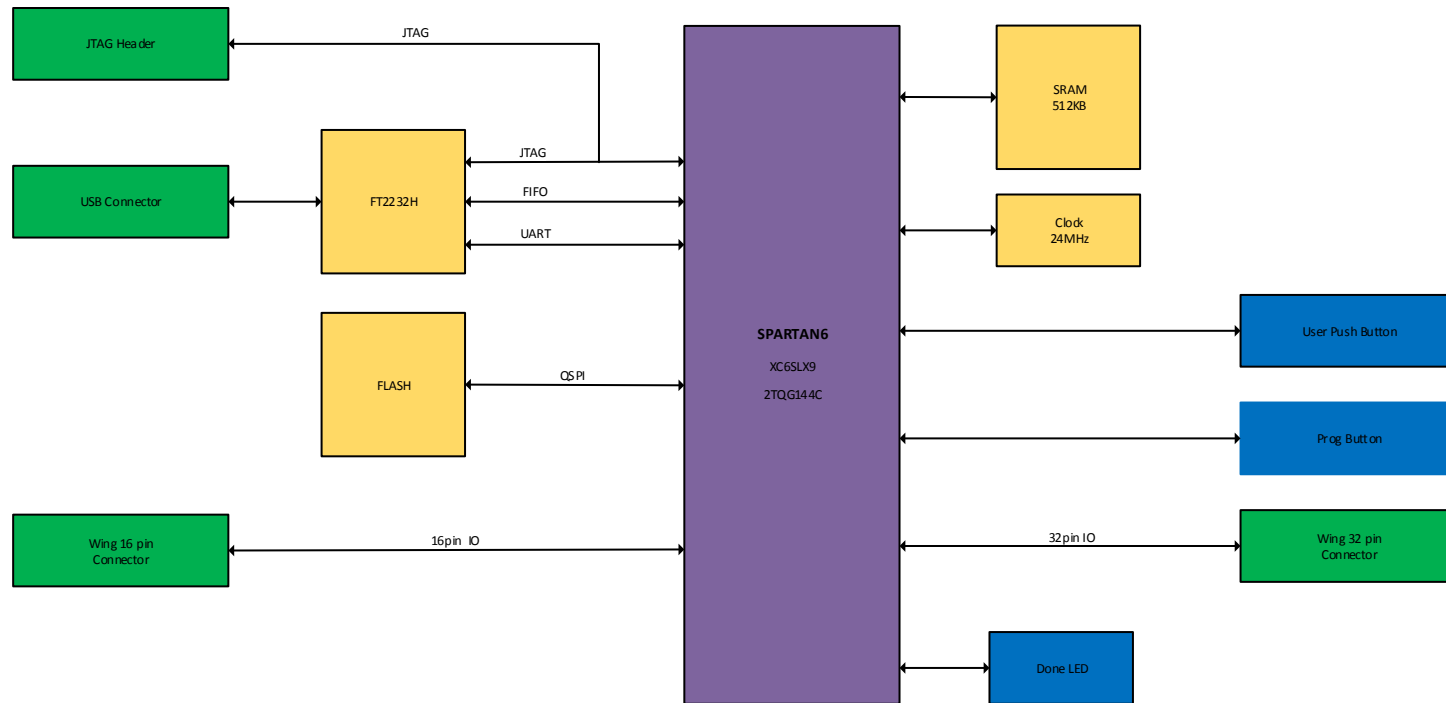 JTAG Header
JTAG
SRAM
512KB
JTAG
USB Connector
FT2232H
FIFO
UART
Clock
24MHz
SPARTAN6
XC6SLX9
2TQG144C
User Push Button
FLASH
QSPI
Prog Button
Wing 16 pin
Connector
16pin IO
32pin IO
Wing 32 pin
Connector
Done LED